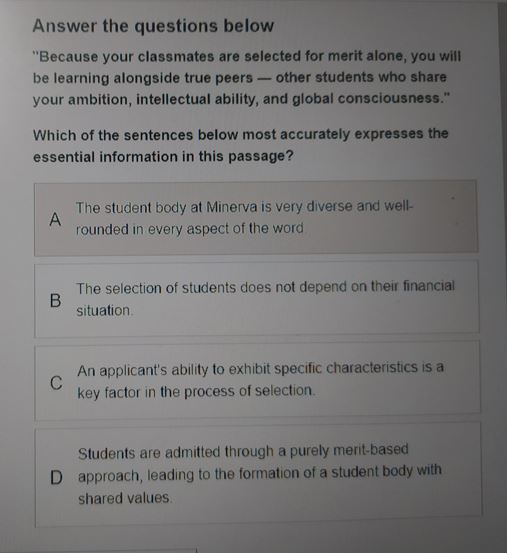 Answer the questions below
"Because your classmates are selected for merit alone, you will
be learning alongside true peers — other students who share
your ambition, intellectual ability, and global consciousness."
Which of the sentences below most accurately expresses the
essential information in this passage?
A
The student body at Minerva is very diverse and well-
rounded in every aspect of the word.
B
The selection of students does not depend on their financial
situation.
C
An applicant's ability to exhibit specific characteristics is a
key factor in the process of selection.
D
Students are admitted through a purely merit-based
approach, leading to the formation of a student body with
shared values.